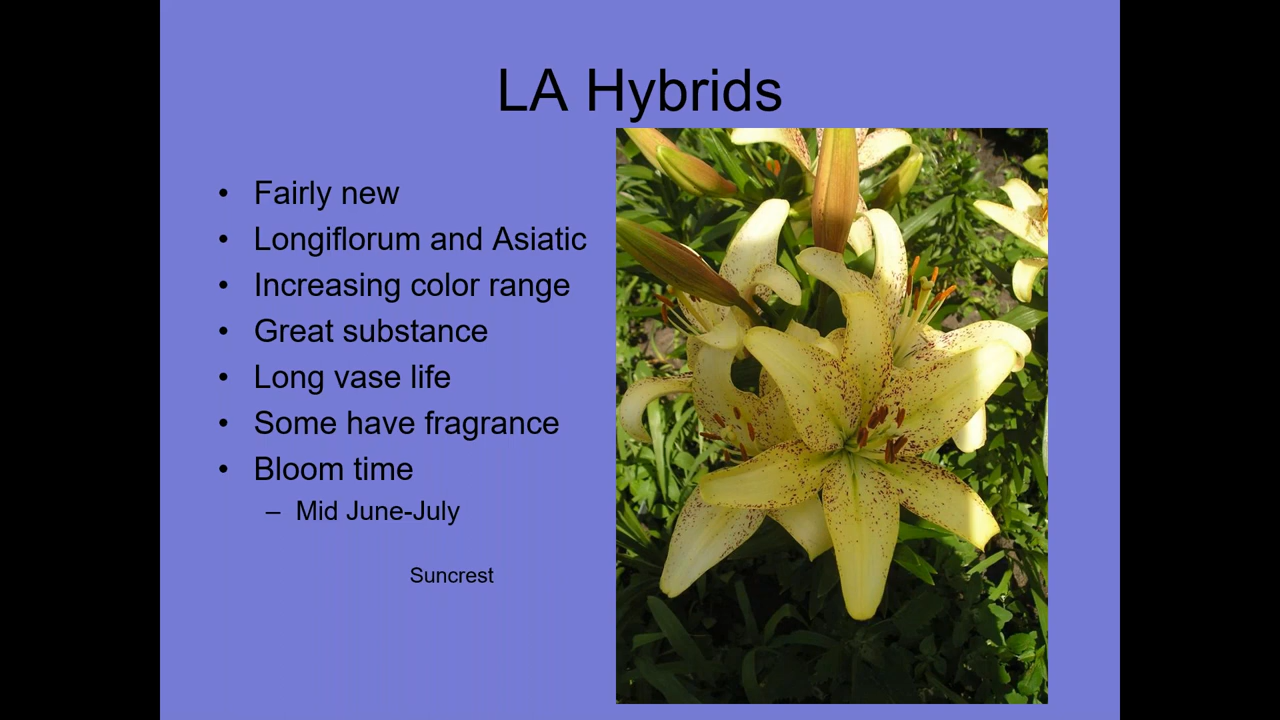 LA Hybrids
• Fairly new
• Longiflorum and Asiatic
• Increasing color range
• Great substance
• Long vase life
• Some have fragrance
• Bloom time
– Mid June-July
Suncrest